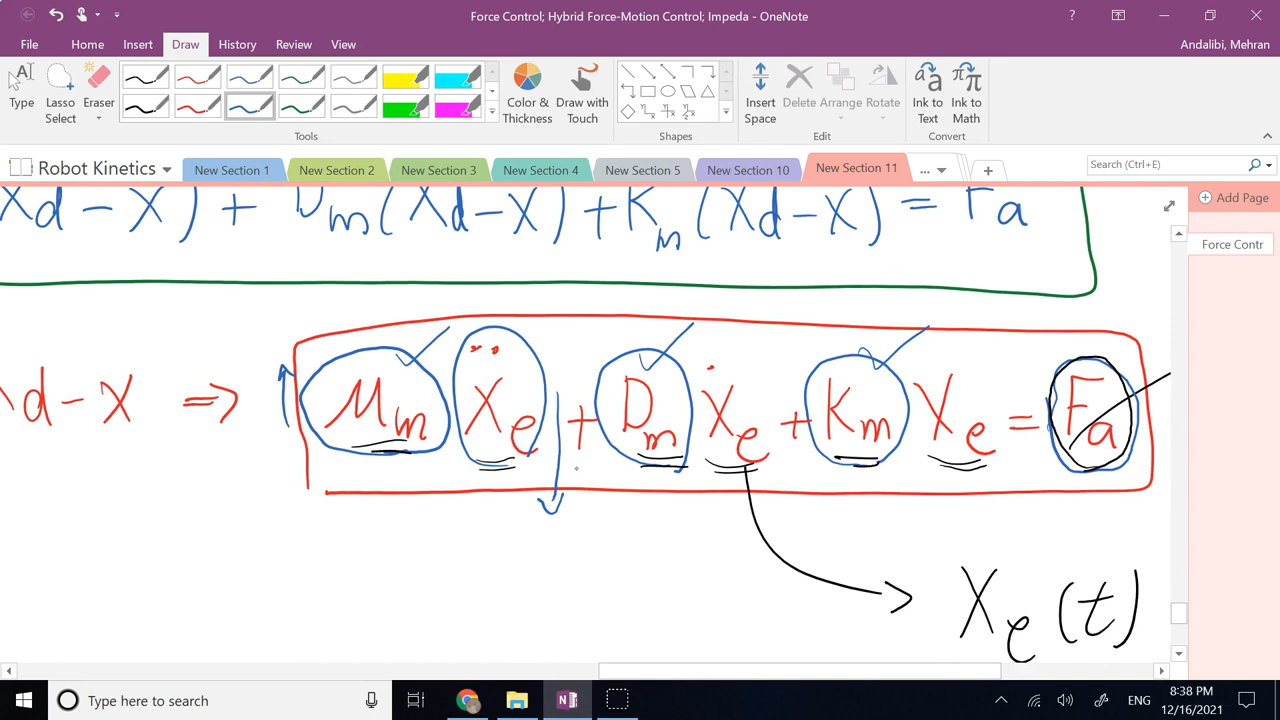 Force Control; Hybrid Force-Motion Control; Impeda - OneNote
File Home Insert Draw History Review View
Andalibi, Mehran
Type Lasso Select Eraser Color & Thickness Draw with Touch Insert Space Delete Arrange Rotate Ink to Text Ink to Math
Tools Shapes Edit Convert
Robot Kinetics New Section 1 New Section 2 New Section 3 New Section 4 New Section 5 New Section 10 New Section 11 ... Search (Ctrl+E)
Add Page
Force Contr
Xd - X) + Dm (Xd - X) + Km (Xd - X) = Fa
Xd - X => Mm Ẍe + Dm Ẋe + Km Xe = Fa
Xe (t)
Type here to search
ENG
8:38 PM
12/16/2021